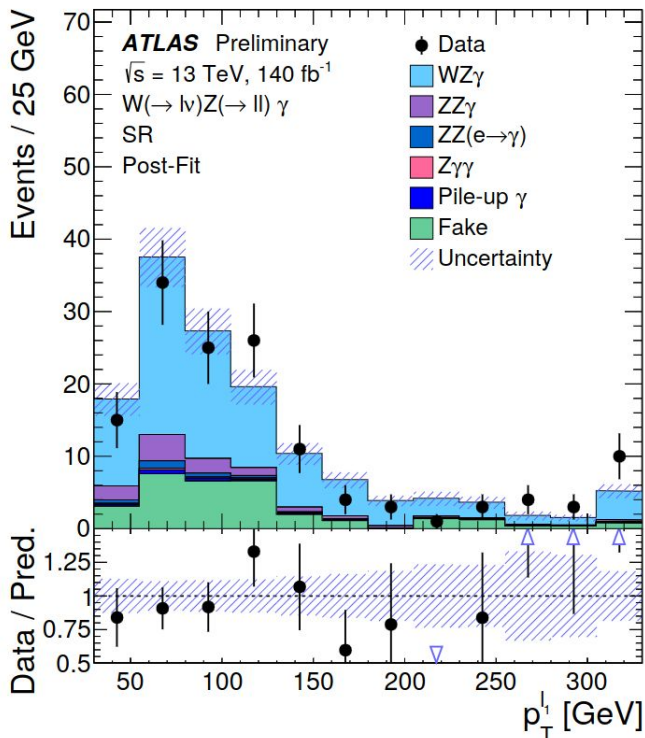 Events / 25 GeV
70
60
50
40
30
20
10
0
ATLAS Preliminary
√s = 13 TeV, 140 fb⁻¹
W(→ lν)Z(→ ll) γ
SR
Post-Fit
Data
WZγ
ZZγ
ZZ(e→γ)
Zγγ
Pile-up γ
Fake
Uncertainty
Data / Pred.
1.25
1
0.75
0.5
50 100 150 200 250 300
p_T^{l_1} [GeV]